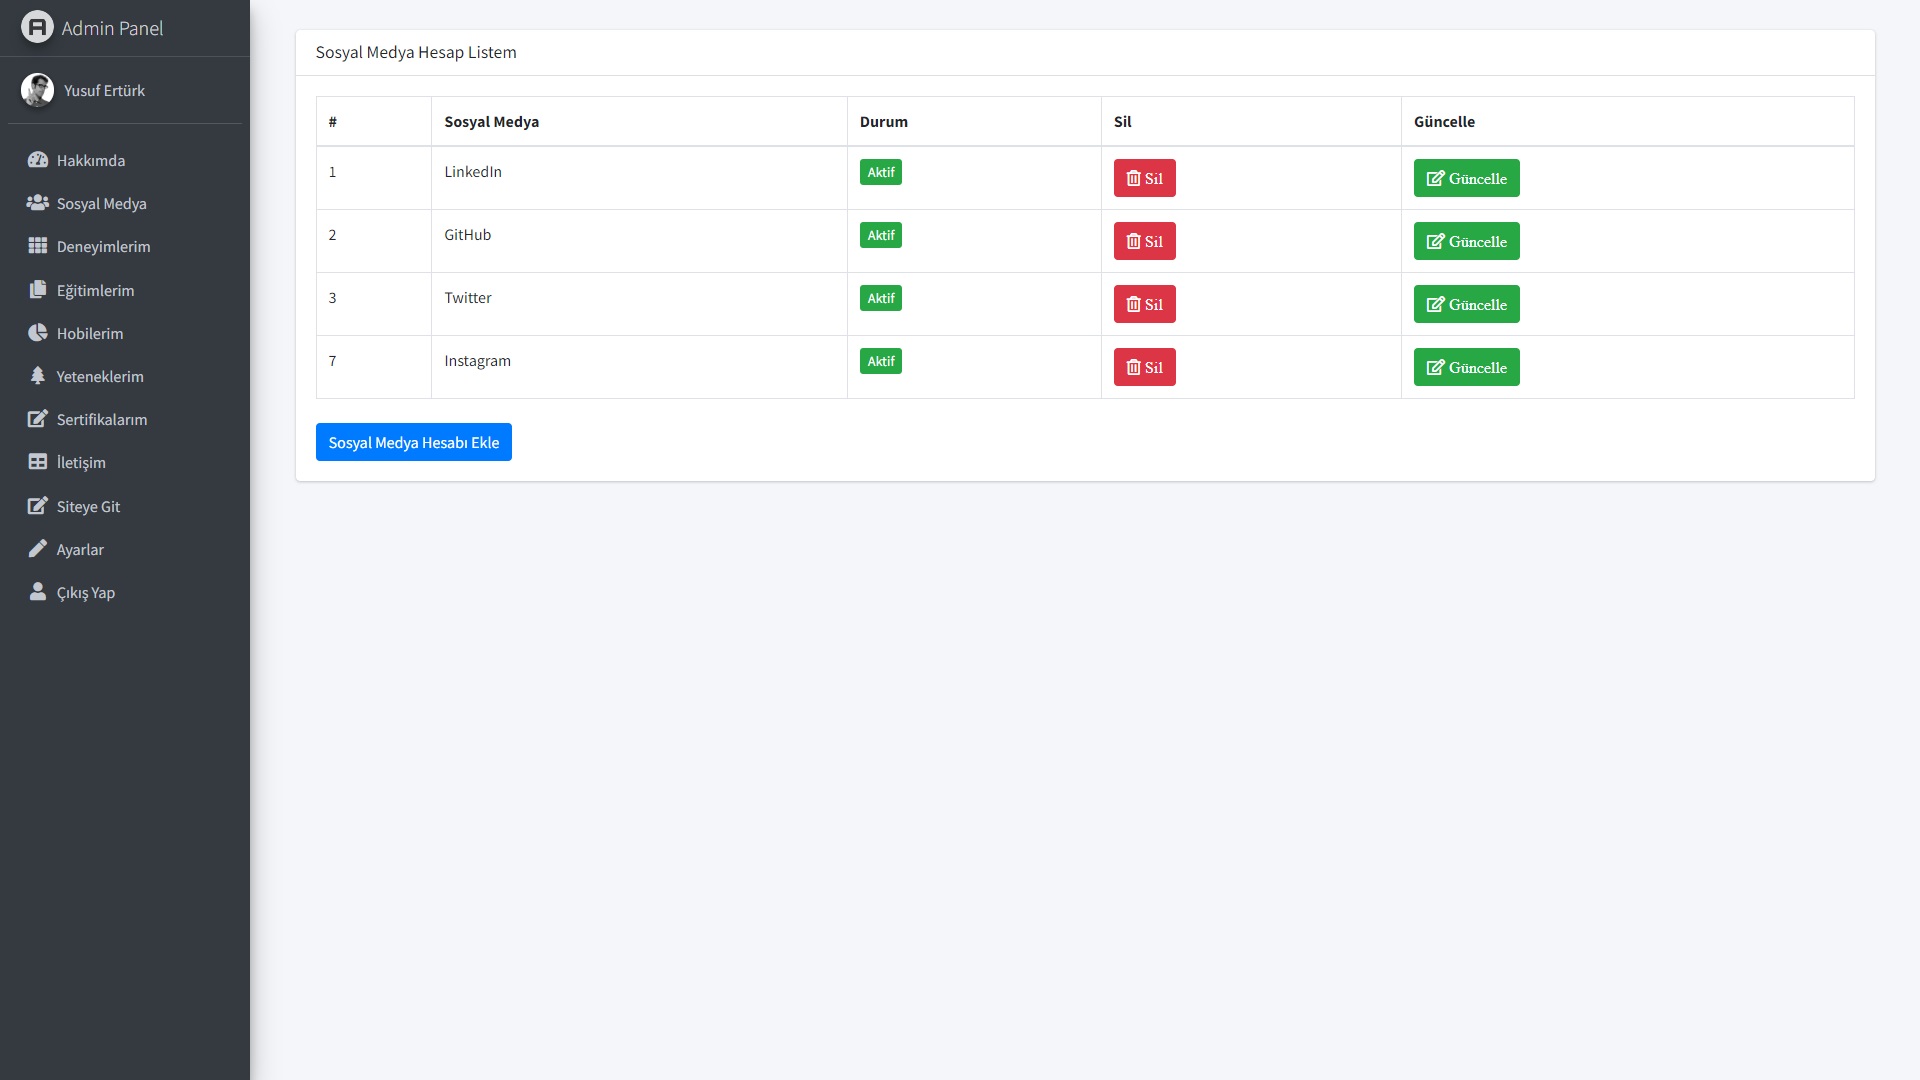 Admin Panel
Yusuf Ertürk
Hakkımda
Sosyal Medya
Deneyimlerim
Eğitimlerim
Hobilerim
Yeteneklerim
Sertifikalarım
İletişim
Siteye Git
Ayarlar
Çıkış Yap
Sosyal Medya Hesap Listem
# Sosyal Medya Durum Sil Güncelle
1 LinkedIn Aktif Sil Güncelle
2 GitHub Aktif Sil Güncelle
3 Twitter Aktif Sil Güncelle
7 Instagram Aktif Sil Güncelle
Sosyal Medya Hesabı Ekle